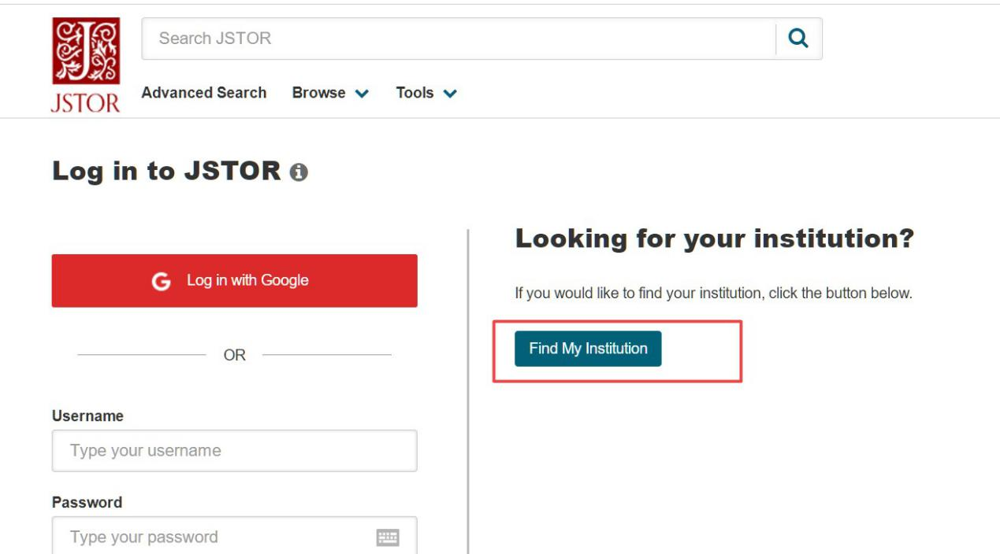 Search JSTOR
JSTOR
Advanced Search Browse Tools
Log in to JSTOR
Log in with Google
OR
Username
Type your username
Password
Type your password
Looking for your institution?
If you would like to find your institution, click the button below.
Find My Institution